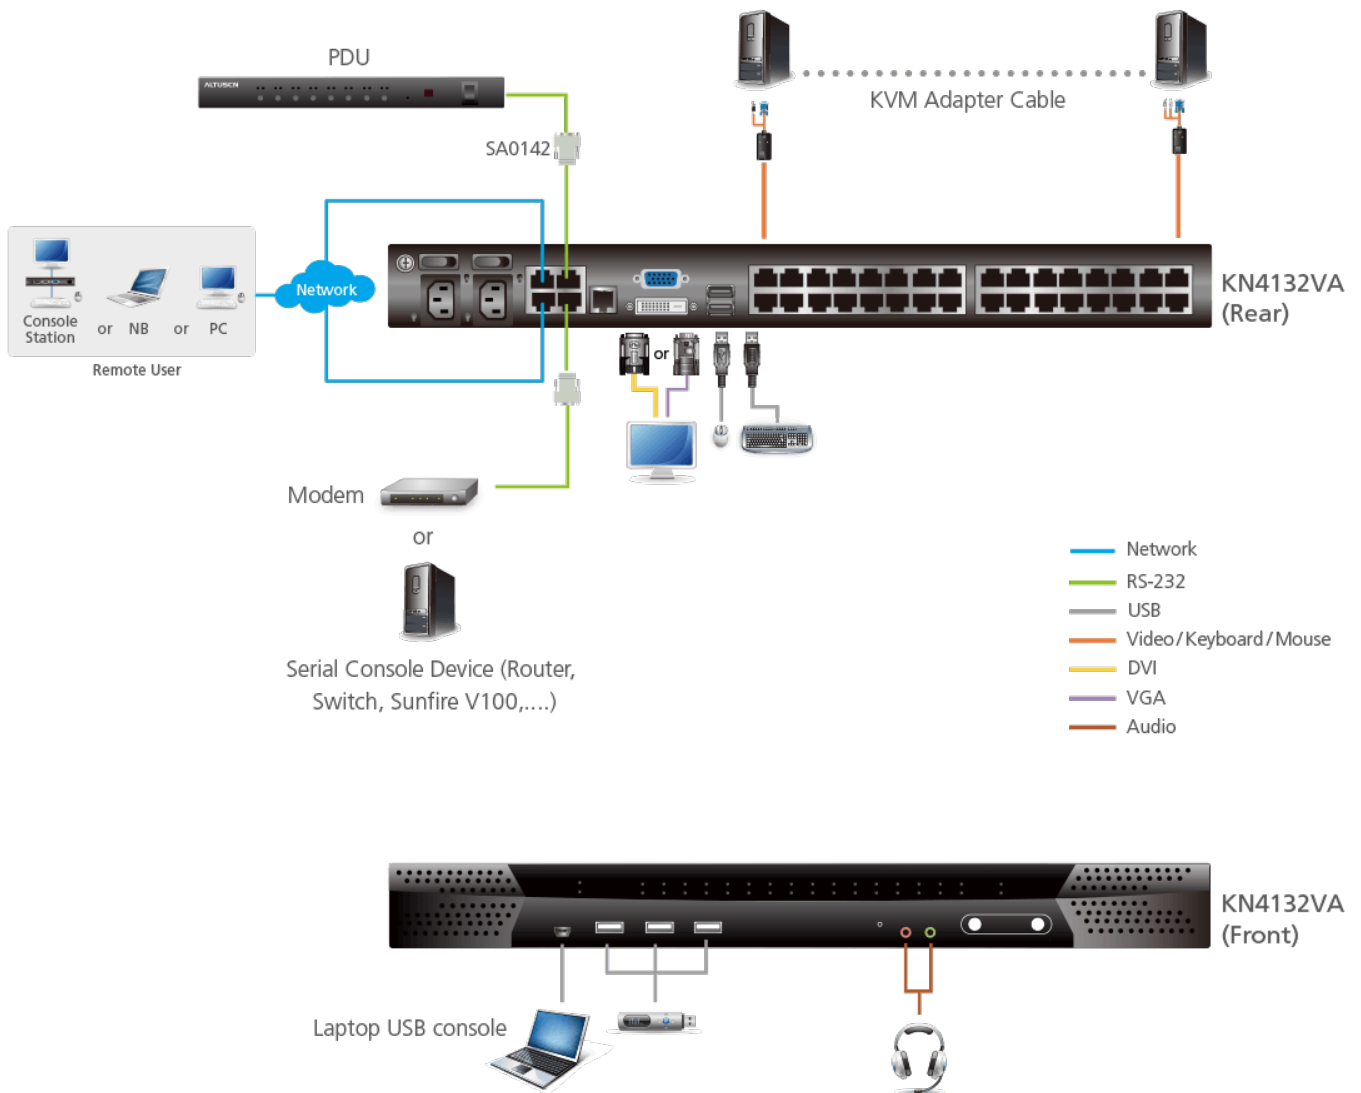 PDU
ALTUSCN
KVM Adapter Cable
SA0142
Network
KN4132VA
(Rear)
Console
Station
or
NB
or
PC
Remote User
or
Modem
or
Serial Console Device (Router,
Switch, Sunfire V100,....)
Network
RS-232
USB
Video/Keyboard/Mouse
DVI
VGA
Audio
KN4132VA
(Front)
Laptop USB console